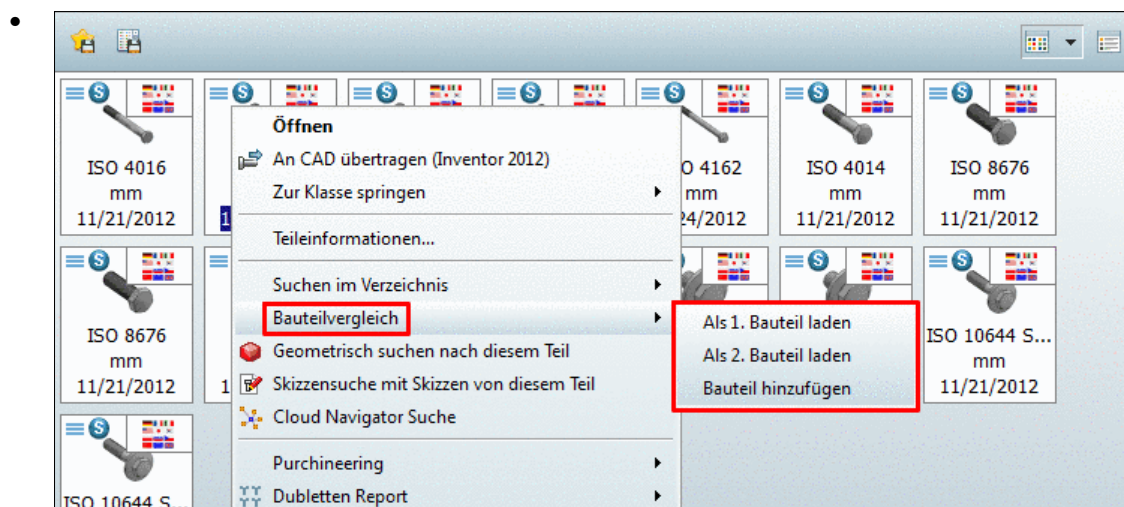 S
S
S
S
S
S
S
ISO 4016
mm
11/21/2012
1
O 4162
mm
24/2012
ISO 4014
mm
11/21/2012
ISO 8676
mm
11/21/2012
Öffnen
An CAD übertragen (Inventor 2012)
Zur Klasse springen
Teileinformationen...
Suchen im Verzeichnis
Bauteilvergleich
Geometrisch suchen nach diesem Teil
Skizzensuche mit Skizzen von diesem Teil
Cloud Navigator Suche
Purchineering
Dubletten Report
Als 1. Bauteil laden
Als 2. Bauteil laden
Bauteil hinzufügen
S
S
S
ISO 8676
mm
11/21/2012
1
ISO 10644 S...
mm
11/21/2012
S
ISO 10644 S...